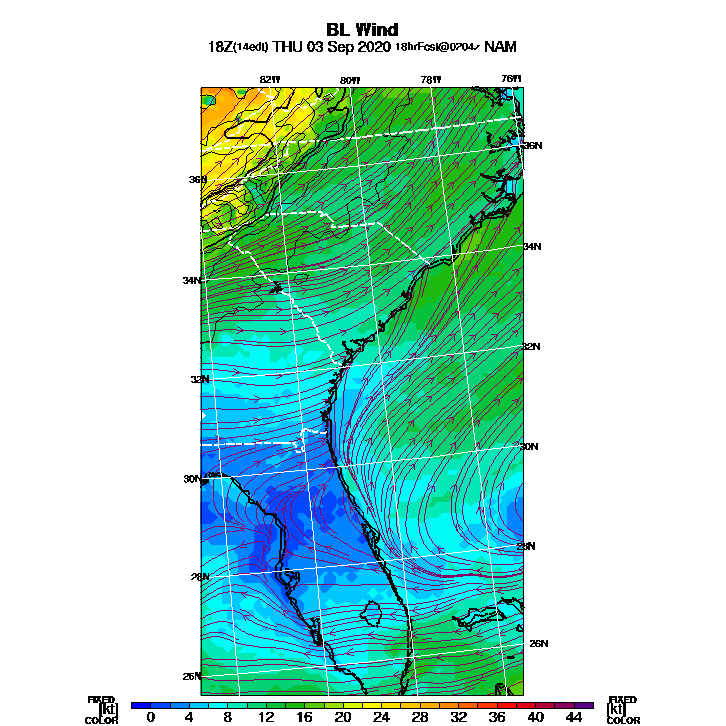 BL Wind
18Z(14edt) THU 03 Sep 2020 18hrFcst@0704z NAM
82W 80W 78W 76W
36N
36N
34N
34N
32N
32N
30N
30N
28N
28N
26N
26N
FIXED FIXED
[kt] [kt]
COLOR COLOR
0 4 8 12 16 20 24 28 32 36 40 44